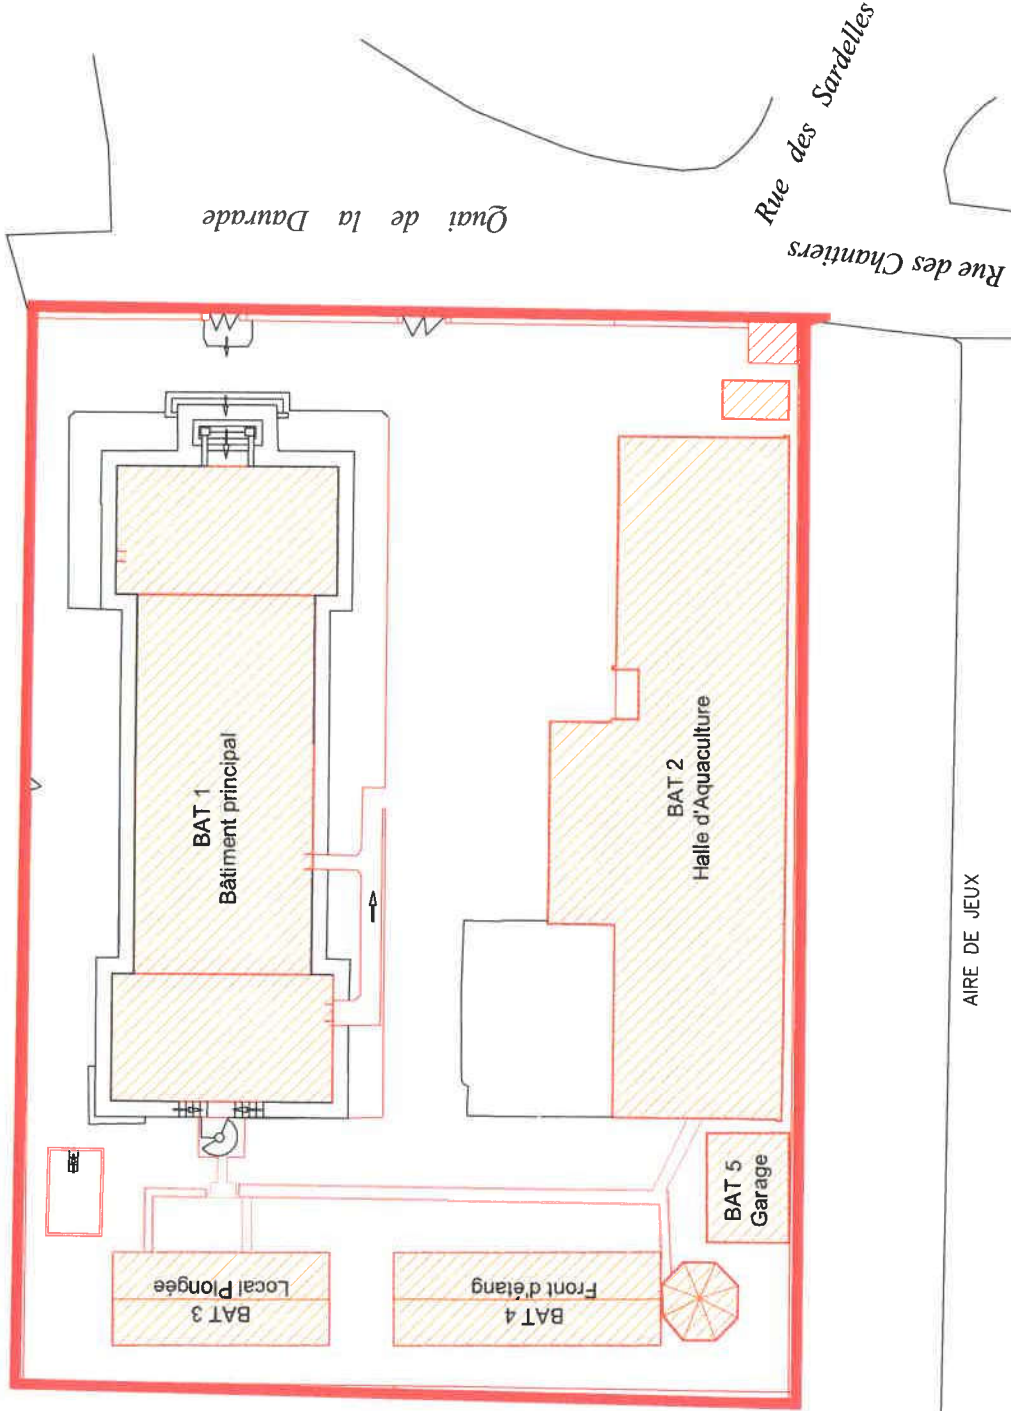 Rue des Sardelles
Quai de la Daurade
Rue des Chantiers
BAT 1
Bâtiment principal
BAT 2
Halle d'Aquaculture
AIRE DE JEUX
BAT 5
Garage
BAT 3
Local Plongée
BAT 4
Front d'étang